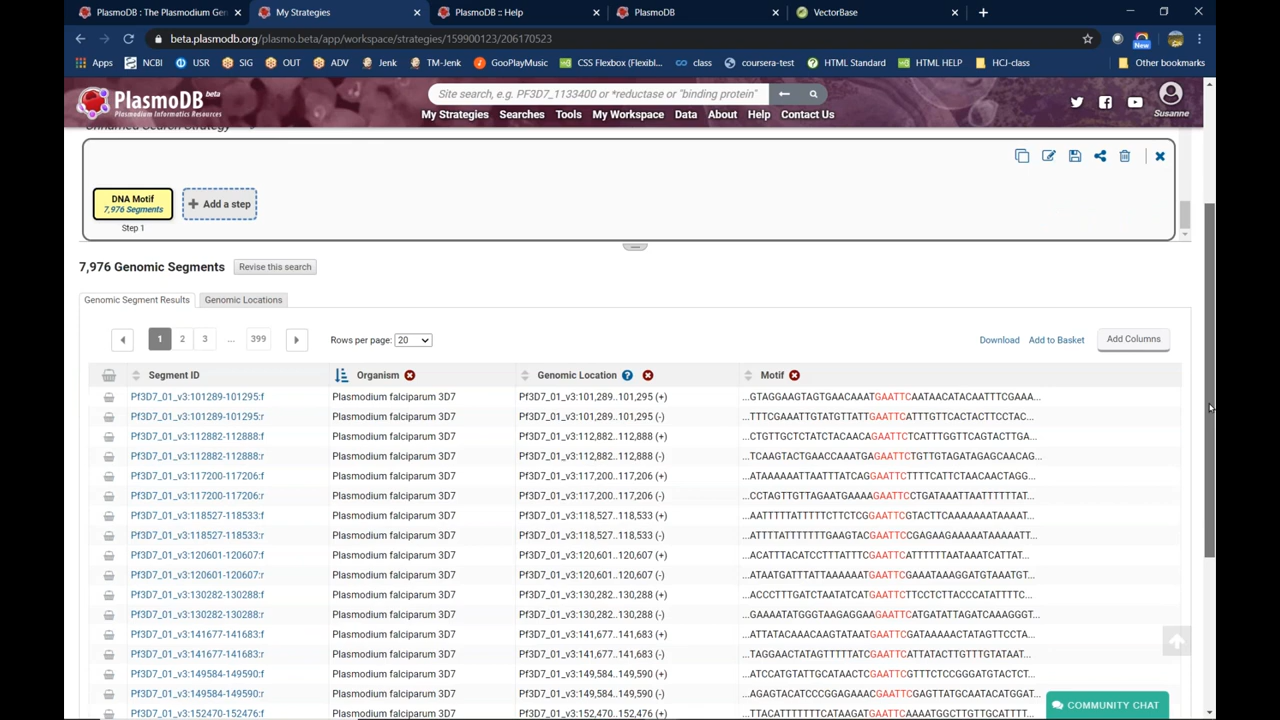 PlasmoDB : The Plasmodium Gen
My Strategies
PlasmoDB :: Help
PlasmoDB
VectorBase
beta.plasmodb.org/plasmo.beta/app/workspace/strategies/159900123/206170523
New
Apps NCBI USR SIG OUT ADV Jenk TM-Jenk GooPlayMusic CSS Flexbox (Flexibl... class coursera-test HTML Standard HTML HELP HCJ-class Other bookmarks
PlasmoDB beta
Plasmodium Informatics Resources
Site search, e.g. PF3D7_1133400 or *reductase or "binding protein"
My Strategies Searches Tools My Workspace Data About Help Contact Us
Susanne
Unnamed Search Strategy
DNA Motif
7,976 Segments
Add a step
Step 1
7,976 Genomic Segments Revise this search
Genomic Segment Results Genomic Locations
1 2 3 ... 399 Rows per page: 20 Download Add to Basket Add Columns
Segment ID Organism Genomic Location Motif
Pf3D7_01_v3:101289-101295:f Plasmodium falciparum 3D7 Pf3D7_01_v3:101,289..101,295 (+) ...GTAGGAAGTAGTGAACAAATGAATTCAATAACATACAATTTCGAAA...
Pf3D7_01_v3:101289-101295:r Plasmodium falciparum 3D7 Pf3D7_01_v3:101,289..101,295 (-) ...TTTCGAAATTGTATGTTATTGAATTCATTTGTTCACTACTTCCTAC...
Pf3D7_01_v3:112882-112888:f Plasmodium falciparum 3D7 Pf3D7_01_v3:112,882..112,888 (+) ...CTGTTGCTCTATCTACAACAGAATTCTCATTTGGTTCAGTACTTGA...
Pf3D7_01_v3:112882-112888:r Plasmodium falciparum 3D7 Pf3D7_01_v3:112,882..112,888 (-) ...TCAAGTACTGAACCAAATGAGAATTCTGTTGTAGATAGAGCAACAG...
Pf3D7_01_v3:117200-117206:f Plasmodium falciparum 3D7 Pf3D7_01_v3:117,200..117,206 (+) ...ATAAAAAATTAATTTATCAGGAATTCTTTTCATTCTAACAACTAGG...
Pf3D7_01_v3:117200-117206:r Plasmodium falciparum 3D7 Pf3D7_01_v3:117,200..117,206 (-) ...CCTAGTTGTTAGAATGAAAAGAATTCCTGATAAATTAATTTTTTAT...
Pf3D7_01_v3:118527-118533:f Plasmodium falciparum 3D7 Pf3D7_01_v3:118,527..118,533 (+) ...AATTTTTATTTTTCTTCTCGGAATTCGTACTTCAAAAAAATAAAAT...
Pf3D7_01_v3:118527-118533:r Plasmodium falciparum 3D7 Pf3D7_01_v3:118,527..118,533 (-) ...ATTTTATTTTTTTGAAGTACGAATTCCGAGAAGAAAAATAAAAATT...
Pf3D7_01_v3:120601-120607:f Plasmodium falciparum 3D7 Pf3D7_01_v3:120,601..120,607 (+) ...ACATTTACATCCTTTATTTCGAATTCATTTTTTAATAAATCATTAT...
Pf3D7_01_v3:120601-120607:r Plasmodium falciparum 3D7 Pf3D7_01_v3:120,601..120,607 (-) ...ATAATGATTTATTAAAAAATGAATTCGAAATAAAGGATGTAAATGT...
Pf3D7_01_v3:130282-130288:f Plasmodium falciparum 3D7 Pf3D7_01_v3:130,282..130,288 (+) ...ACCCTTTGATCTAATATCATGAATTCTTCCTCTTACCCATATTTTC...
Pf3D7_01_v3:130282-130288:r Plasmodium falciparum 3D7 Pf3D7_01_v3:130,282..130,288 (-) ...GAAAATATGGGTAAGAGGAAGAATTCATGATATTAGATCAAAGGGT...
Pf3D7_01_v3:141677-141683:f Plasmodium falciparum 3D7 Pf3D7_01_v3:141,677..141,683 (+) ...ATTATACAAACAAGTATAATGAATTCGATAAAAACTATAGTTCCTA...
Pf3D7_01_v3:141677-141683:r Plasmodium falciparum 3D7 Pf3D7_01_v3:141,677..141,683 (-) ...TAGGAACTATAGTTTTTATCGAATTCATTATACTTGTTTGTATAAT...
Pf3D7_01_v3:149584-149590:f Plasmodium falciparum 3D7 Pf3D7_01_v3:149,584..149,590 (+) ...ATCCATGTATTGCATAACTCGAATTCGTTTCTCCGGGATGTACTCT...
Pf3D7_01_v3:149584-149590:r Plasmodium falciparum 3D7 Pf3D7_01_v3:149,584..149,590 (-) ...AGAGTACATCCCGGAGAAACGAATTCGAGTTATGCAATACATGGAT...
Pf3D7_01_v3:152470-152476:f Plasmodium falciparum 3D7 Pf3D7_01_v3:152,470..152,476 (+) ...TTACATTTTTTTCATTTACCGAATTCAAAATGGCTTGTTGCATTTT...
COMMUNITY CHAT